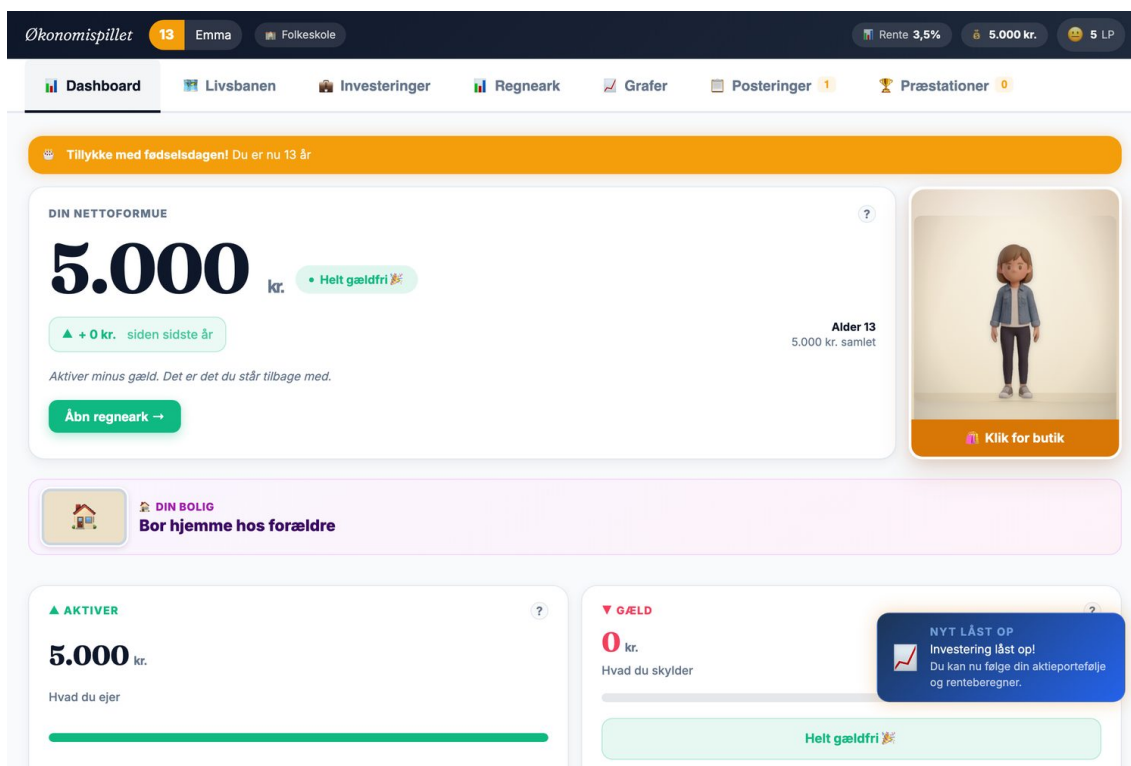 Økonomispillet 13 Emma Folkeskole Rente 3,5% 5.000 kr. 5 LP
Dashboard Livsbanen Investeringer Regneark Grafer Posteringer 1 Præstationer 0
Tillykke med fødselsdagen! Du er nu 13 år
DIN NETTOFORMUE ?
5.000 kr. • Helt gældfri
▲ + 0 kr. siden sidste år
Alder 13
5.000 kr. samlet
Aktiver minus gæld. Det er det du står tilbage med.
Åbn regneark →
Klik for butik
DIN BOLIG
Bor hjemme hos forældre
▲ AKTIVER ?
5.000 kr.
Hvad du ejer
▼ GÆLD ?
0 kr.
Hvad du skylder
Helt gældfri
NYT LÅST OP
Investering låst op!
Du kan nu følge din aktieportefølje
og renteberegner.